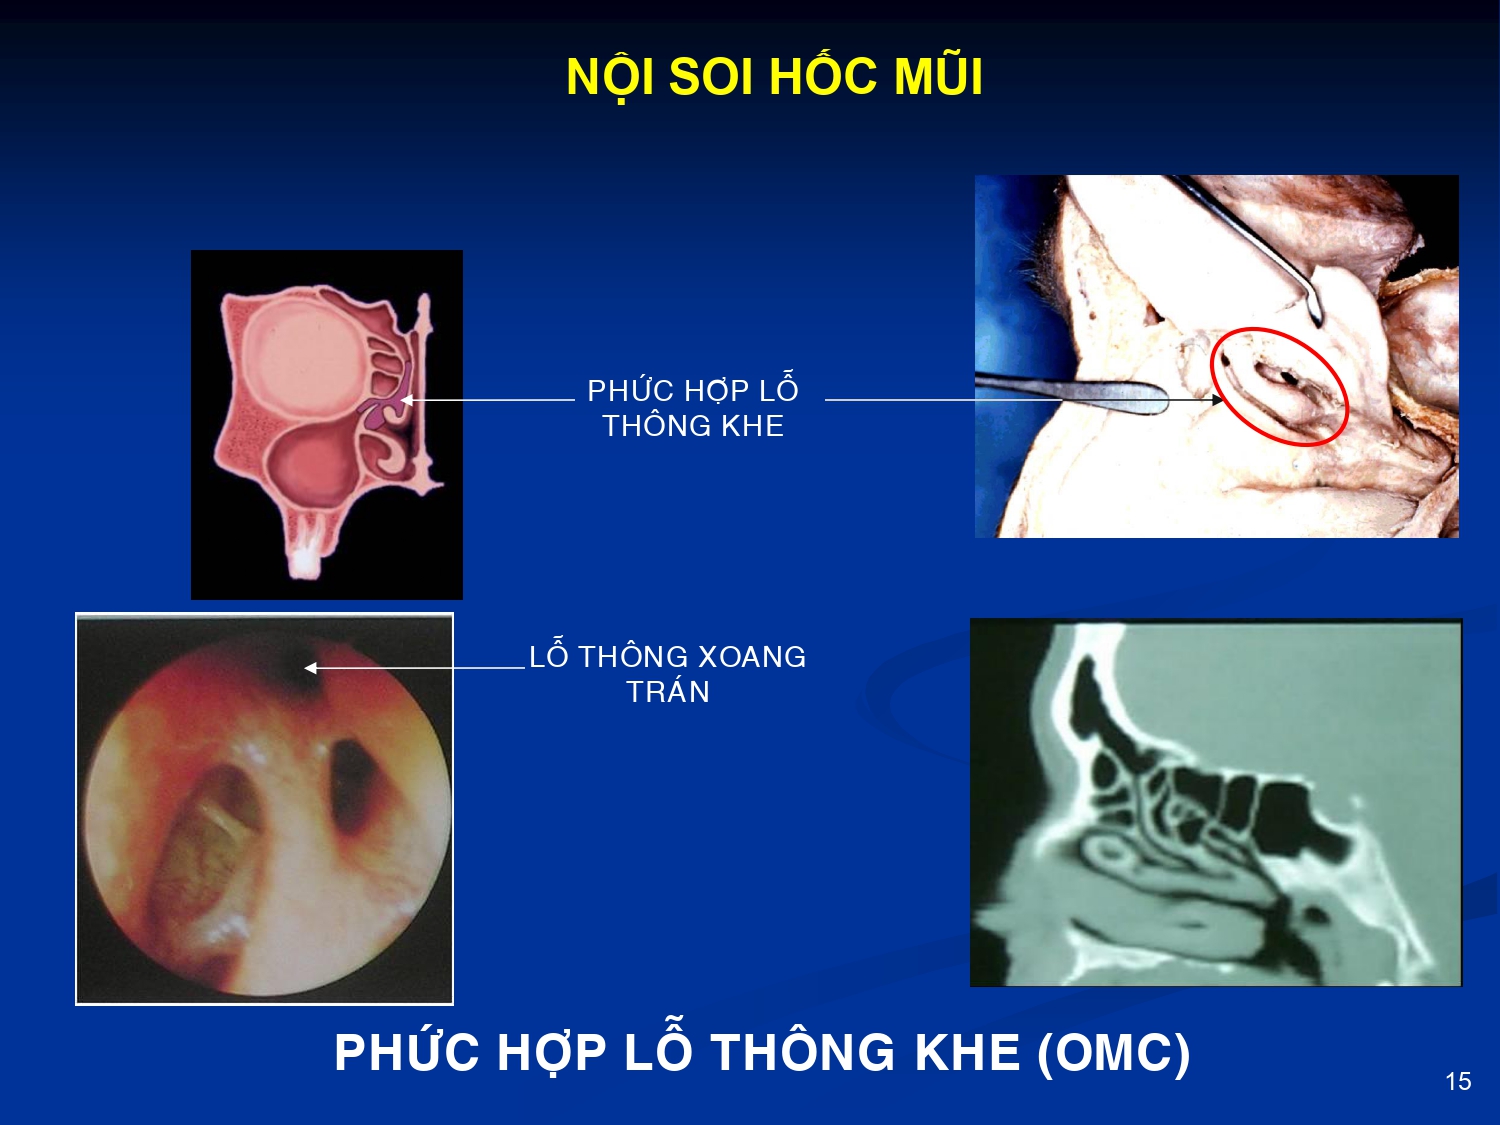 NỘI SOI HỐC MŨI
PHỨC HỢP LỖ
THÔNG KHE
LỖ THÔNG XOANG
TRÁN
PHỨC HỢP LỖ THÔNG KHE (OMC)
15